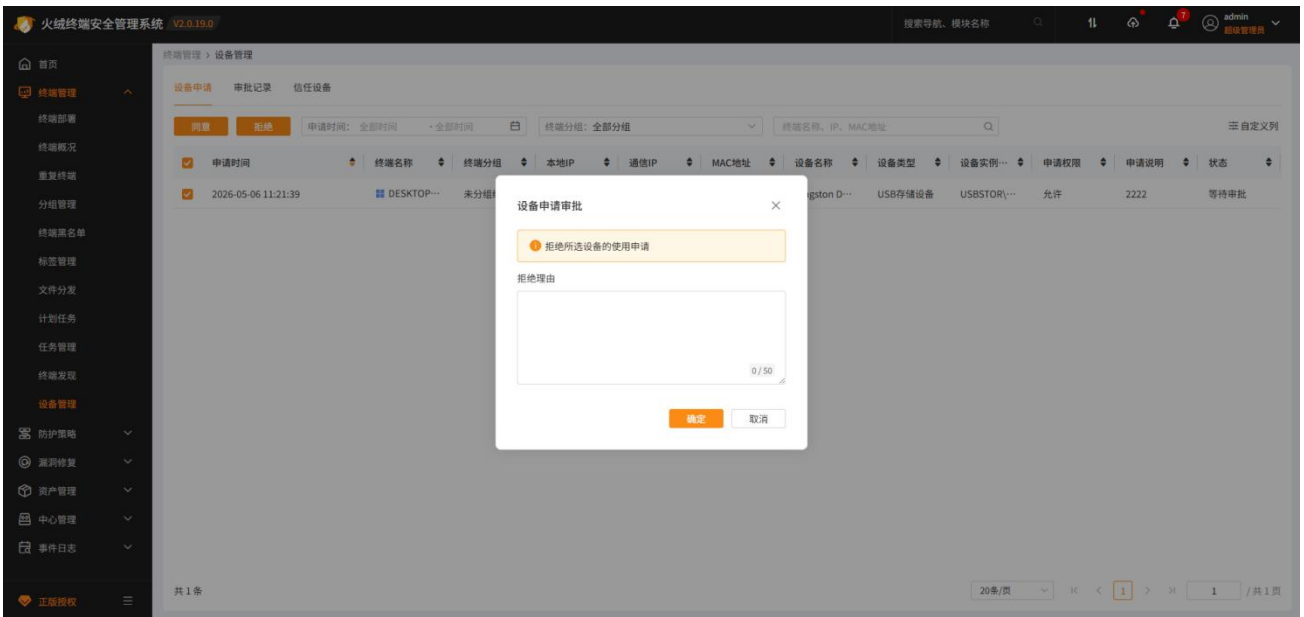 火绒终端安全管理系统 V2.0.19.0 搜索导航、模块名称 7 admin
超级管理员
首页
终端管理
终端部署
终端概况
重复终端
分组管理
终端黑名单
标签管理
文件分发
计划任务
任务管理
终端发现
设备管理
防护策略
漏洞修复
资产管理
中心管理
事件日志
正版授权
终端管理 > 设备管理
设备申请 审批记录 信任设备
同意 拒绝 申请时间: 全部时间 - 全部时间 终端分组: 全部分组 终端名称、IP、MAC地址 自定义列
申请时间 终端名称 终端分组 本地IP 通信IP MAC地址 设备名称 设备类型 设备实例… 申请权限 申请说明 状态
2026-05-06 11:21:39 DESKTOP… 未分组 gston D… USB存储设备 USBSTOR\… 允许 2222 等待审批
设备申请审批
拒绝所选设备的使用申请
拒绝理由
0 / 50
确定 取消
共 1 条 20条/页 1 1 / 共 1 页